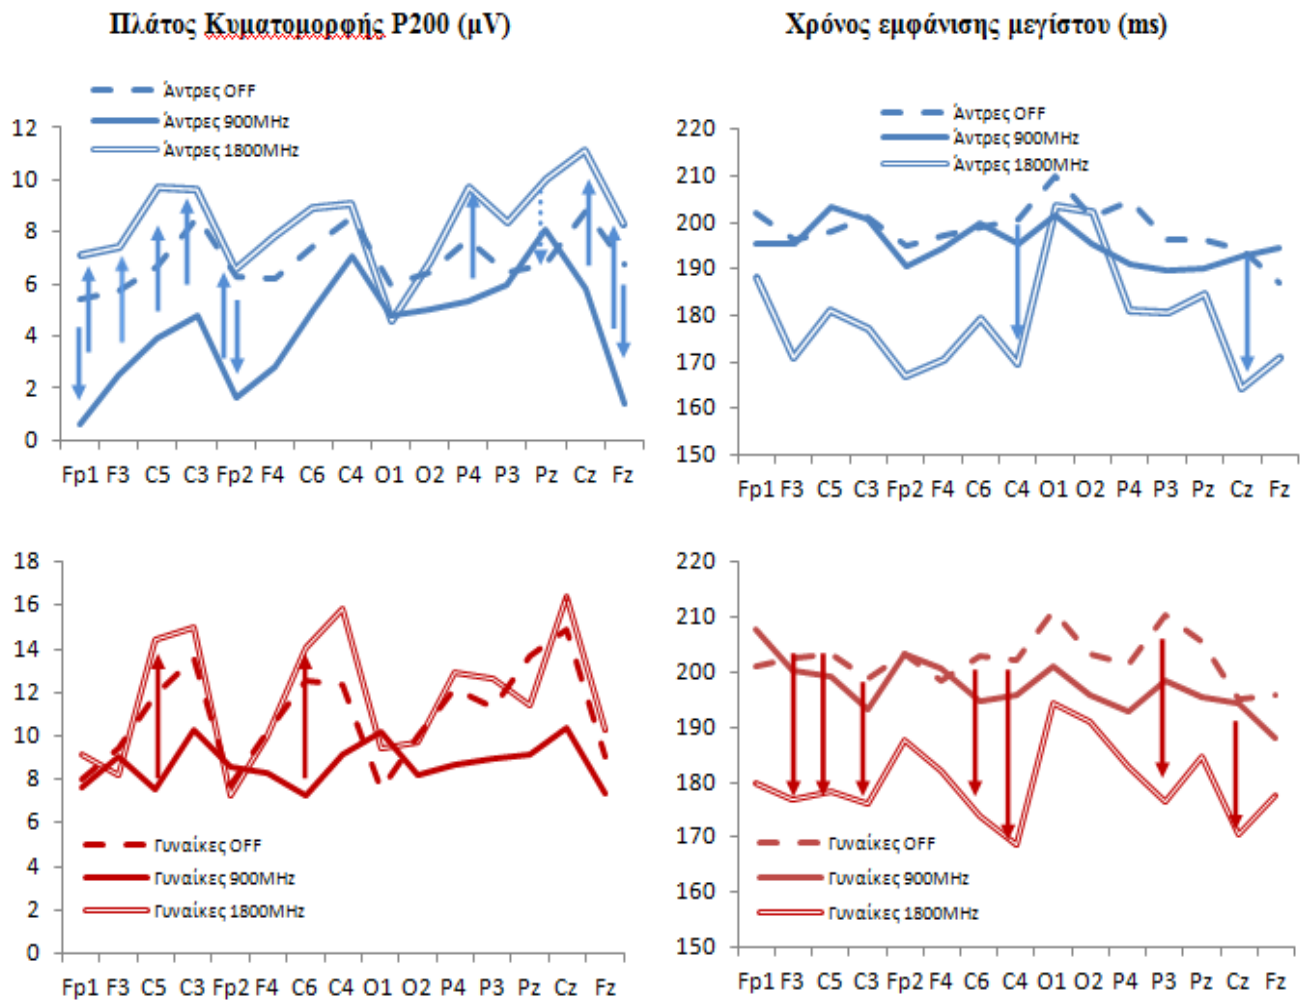 Πλάτος Κυματομορφής P200 (μV)
Χρόνος εμφάνισης μεγίστου (ms)
Άντρες OFF
Άντρες 900MHz
Άντρες 1800MHz
12
10
8
6
4
2
0
Fp1 F3 C5 C3 Fp2 F4 C6 C4 O1 O2 P4 P3 Pz Cz Fz
Άντρες OFF
Άντρες 900MHz
Άντρες 1800MHz
220
210
200
190
180
170
160
150
Fp1 F3 C5 C3 Fp2 F4 C6 C4 O1 O2 P4 P3 Pz Cz Fz
18
16
14
12
10
8
6
4
2
0
Γυναίκες OFF
Γυναίκες 900MHz
Γυναίκες 1800MHz
Fp1 F3 C5 C3 Fp2 F4 C6 C4 O1 O2 P4 P3 Pz Cz Fz
220
210
200
190
180
170
160
150
Γυναίκες OFF
Γυναίκες 900MHz
Γυναίκες 1800MHz
Fp1 F3 C5 C3 Fp2 F4 C6 C4 O1 O2 P4 P3 Pz Cz Fz